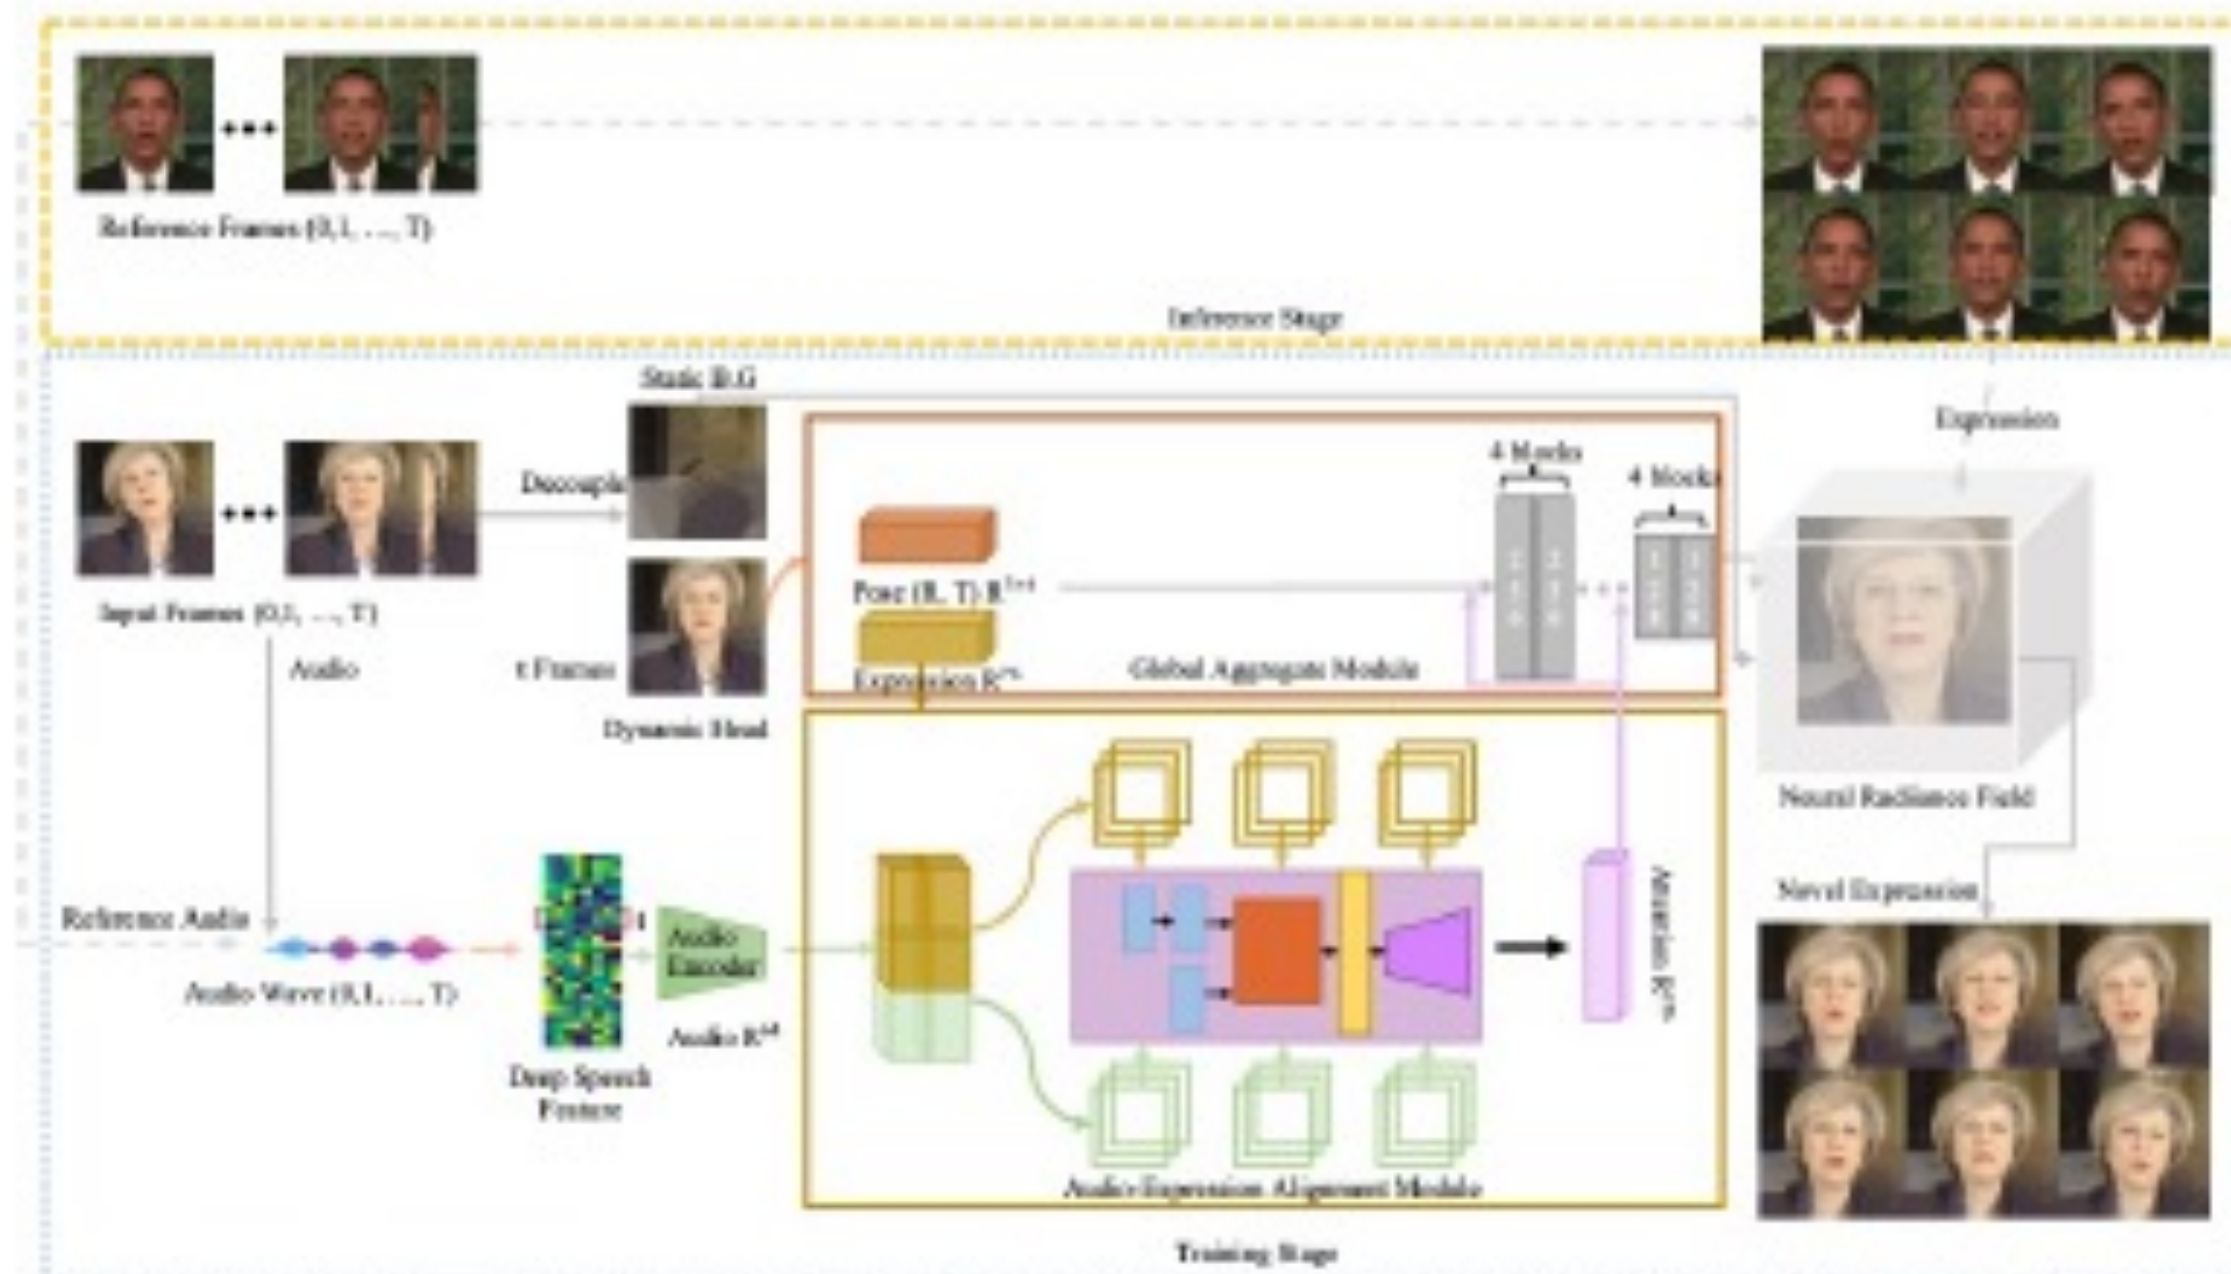 Reference Frames (0,1, ..., T)
Inference Stage
Static B.G
Expression
4 blocks
4 blocks
Decouple
Pose (R, T)
Input Frames (0,1, ..., T)
Audio
t Frames
Expression
Global Aggregate Module
Dynamic Head
Neural Radiance Field
Novel Expression
Reference Audio
Audio
Encoder
Audio Wave (0,1, ..., T)
Audio
Deep Speech
Feature
Audio-Expression Alignment Module
Training Stage